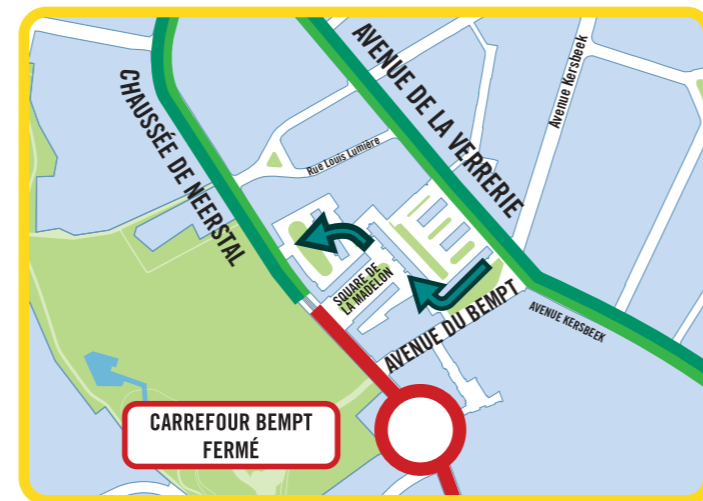 AVENUE DE LA VERRERIE
CHAUSSÉE DE NEERSTAL
Avenue Kersbeek
Rue Louis Lumière
SQUARE DE
LA MADELON
AVENUE DU BEMPT
AVENUE KERSBEEK
CARREFOUR BEMPT
FERMÉ